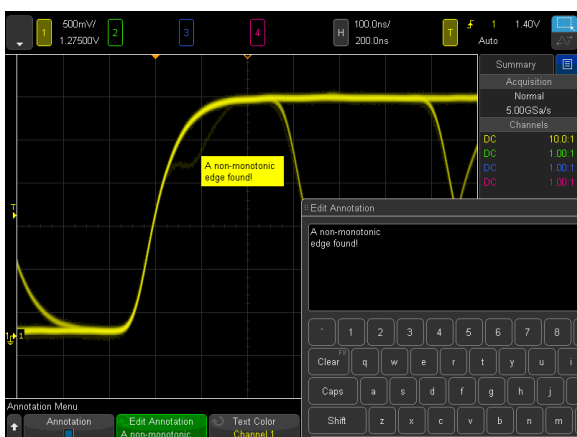 500mV/
1
1.27500V
2
3
4
H
100.0ns/
200.0ns
T
1
1.40V
Auto
Summary
Acquisition
Normal
5.00GSa/s
Channels
DC 10.0:1
DC 1.00:1
DC 1.00:1
DC 1.00:1
A non-monotonic
edge found!
T
1
1
Edit Annotation
A non-monotonic
edge found!
` 1 2 3 4 5 6 7 8
Clear F8 q w e r t y u i
Caps a s d f g h j
Shift z x c v b n m
Annotation Menu
Annotation
Edit Annotation
A non-monotonic
Text Color
Channel 1